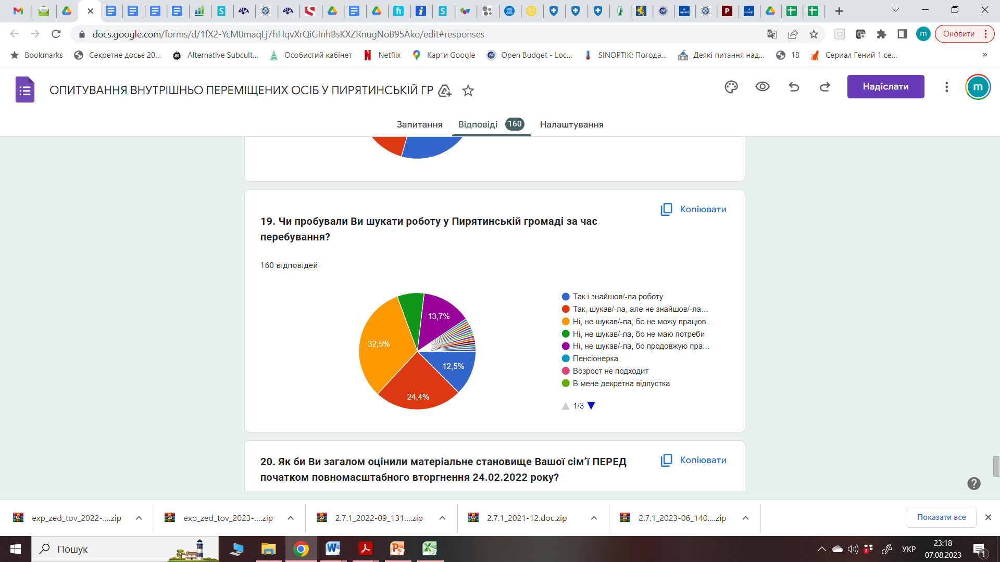 docs.google.com/forms/d/1fX2-YcM0maqLj7hHqvXrQiGInhBsKXZRnugNoB95Ako/edit#responses
m
Оновити
Bookmarks
Секретне досьє 20...
Alternative Subcult...
Особистий кабінет
Netflix
Карти Google
Open Budget - Loc...
SINOPTIK: Погода...
Деякі питання над...
18
Сериал Гений 1 се...
»
ОПИТУВАННЯ ВНУТРІШНЬО ПЕРЕМІЩЕНИХ ОСІБ У ПИРЯТИНСЬКІЙ ГР
Надіслати
m
Запитання
Відповіді 160
Налаштування
Копіювати
19. Чи пробували Ви шукати роботу у Пирятинській громаді за час
перебування?
160 відповідей
13,7%
32,5%
12,5%
24,4%
Так і знайшов/-ла роботу
Так, шукав/-ла, але не знайшов/-ла...
Ні, не шукав/-ла, бо не можу працюв...
Ні, не шукав/-ла, бо не маю потреби
Ні, не шукав/-ла, бо продовжую пра...
Пенсіонерка
Возрост не подходит
В мене декретна відпустка
1/3
Копіювати
20. Як би Ви загалом оцінили матеріальне становище Вашої сім’ї ПЕРЕД
початком повномасштабного вторгнення 24.02.2022 року?
exp_zed_tov_2022-....zip
exp_zed_tov_2023-....zip
2.7.1_2022-09_131....zip
2.7.1_2021-12.doc.zip
2.7.1_2023-06_140....zip
Показати все
Пошук
УКР
23:18
07.08.2023
1